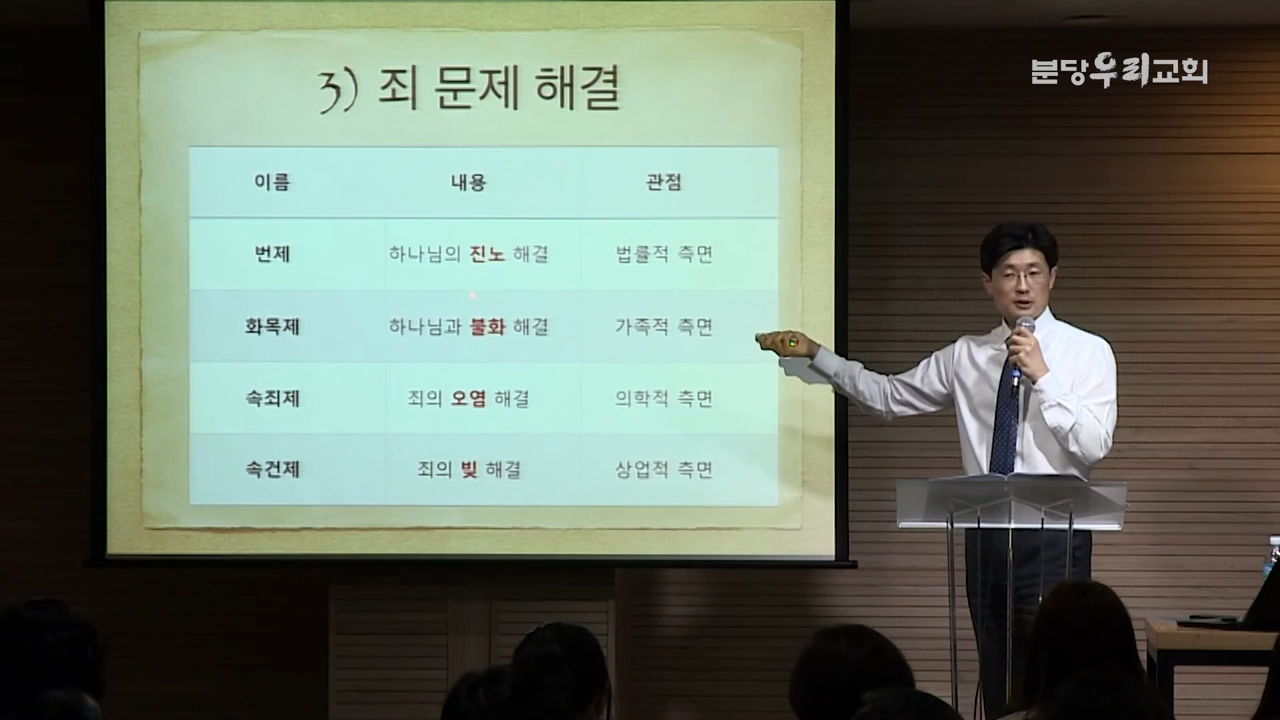 분당우리교회
3) 죄 문제 해결
이름 내용 관점
번제 하나님의 진노 해결 법률적 측면
화목제 하나님과 불화 해결 가족적 측면
속죄제 죄의 오염 해결 의학적 측면
속건제 죄의 빚 해결 상업적 측면